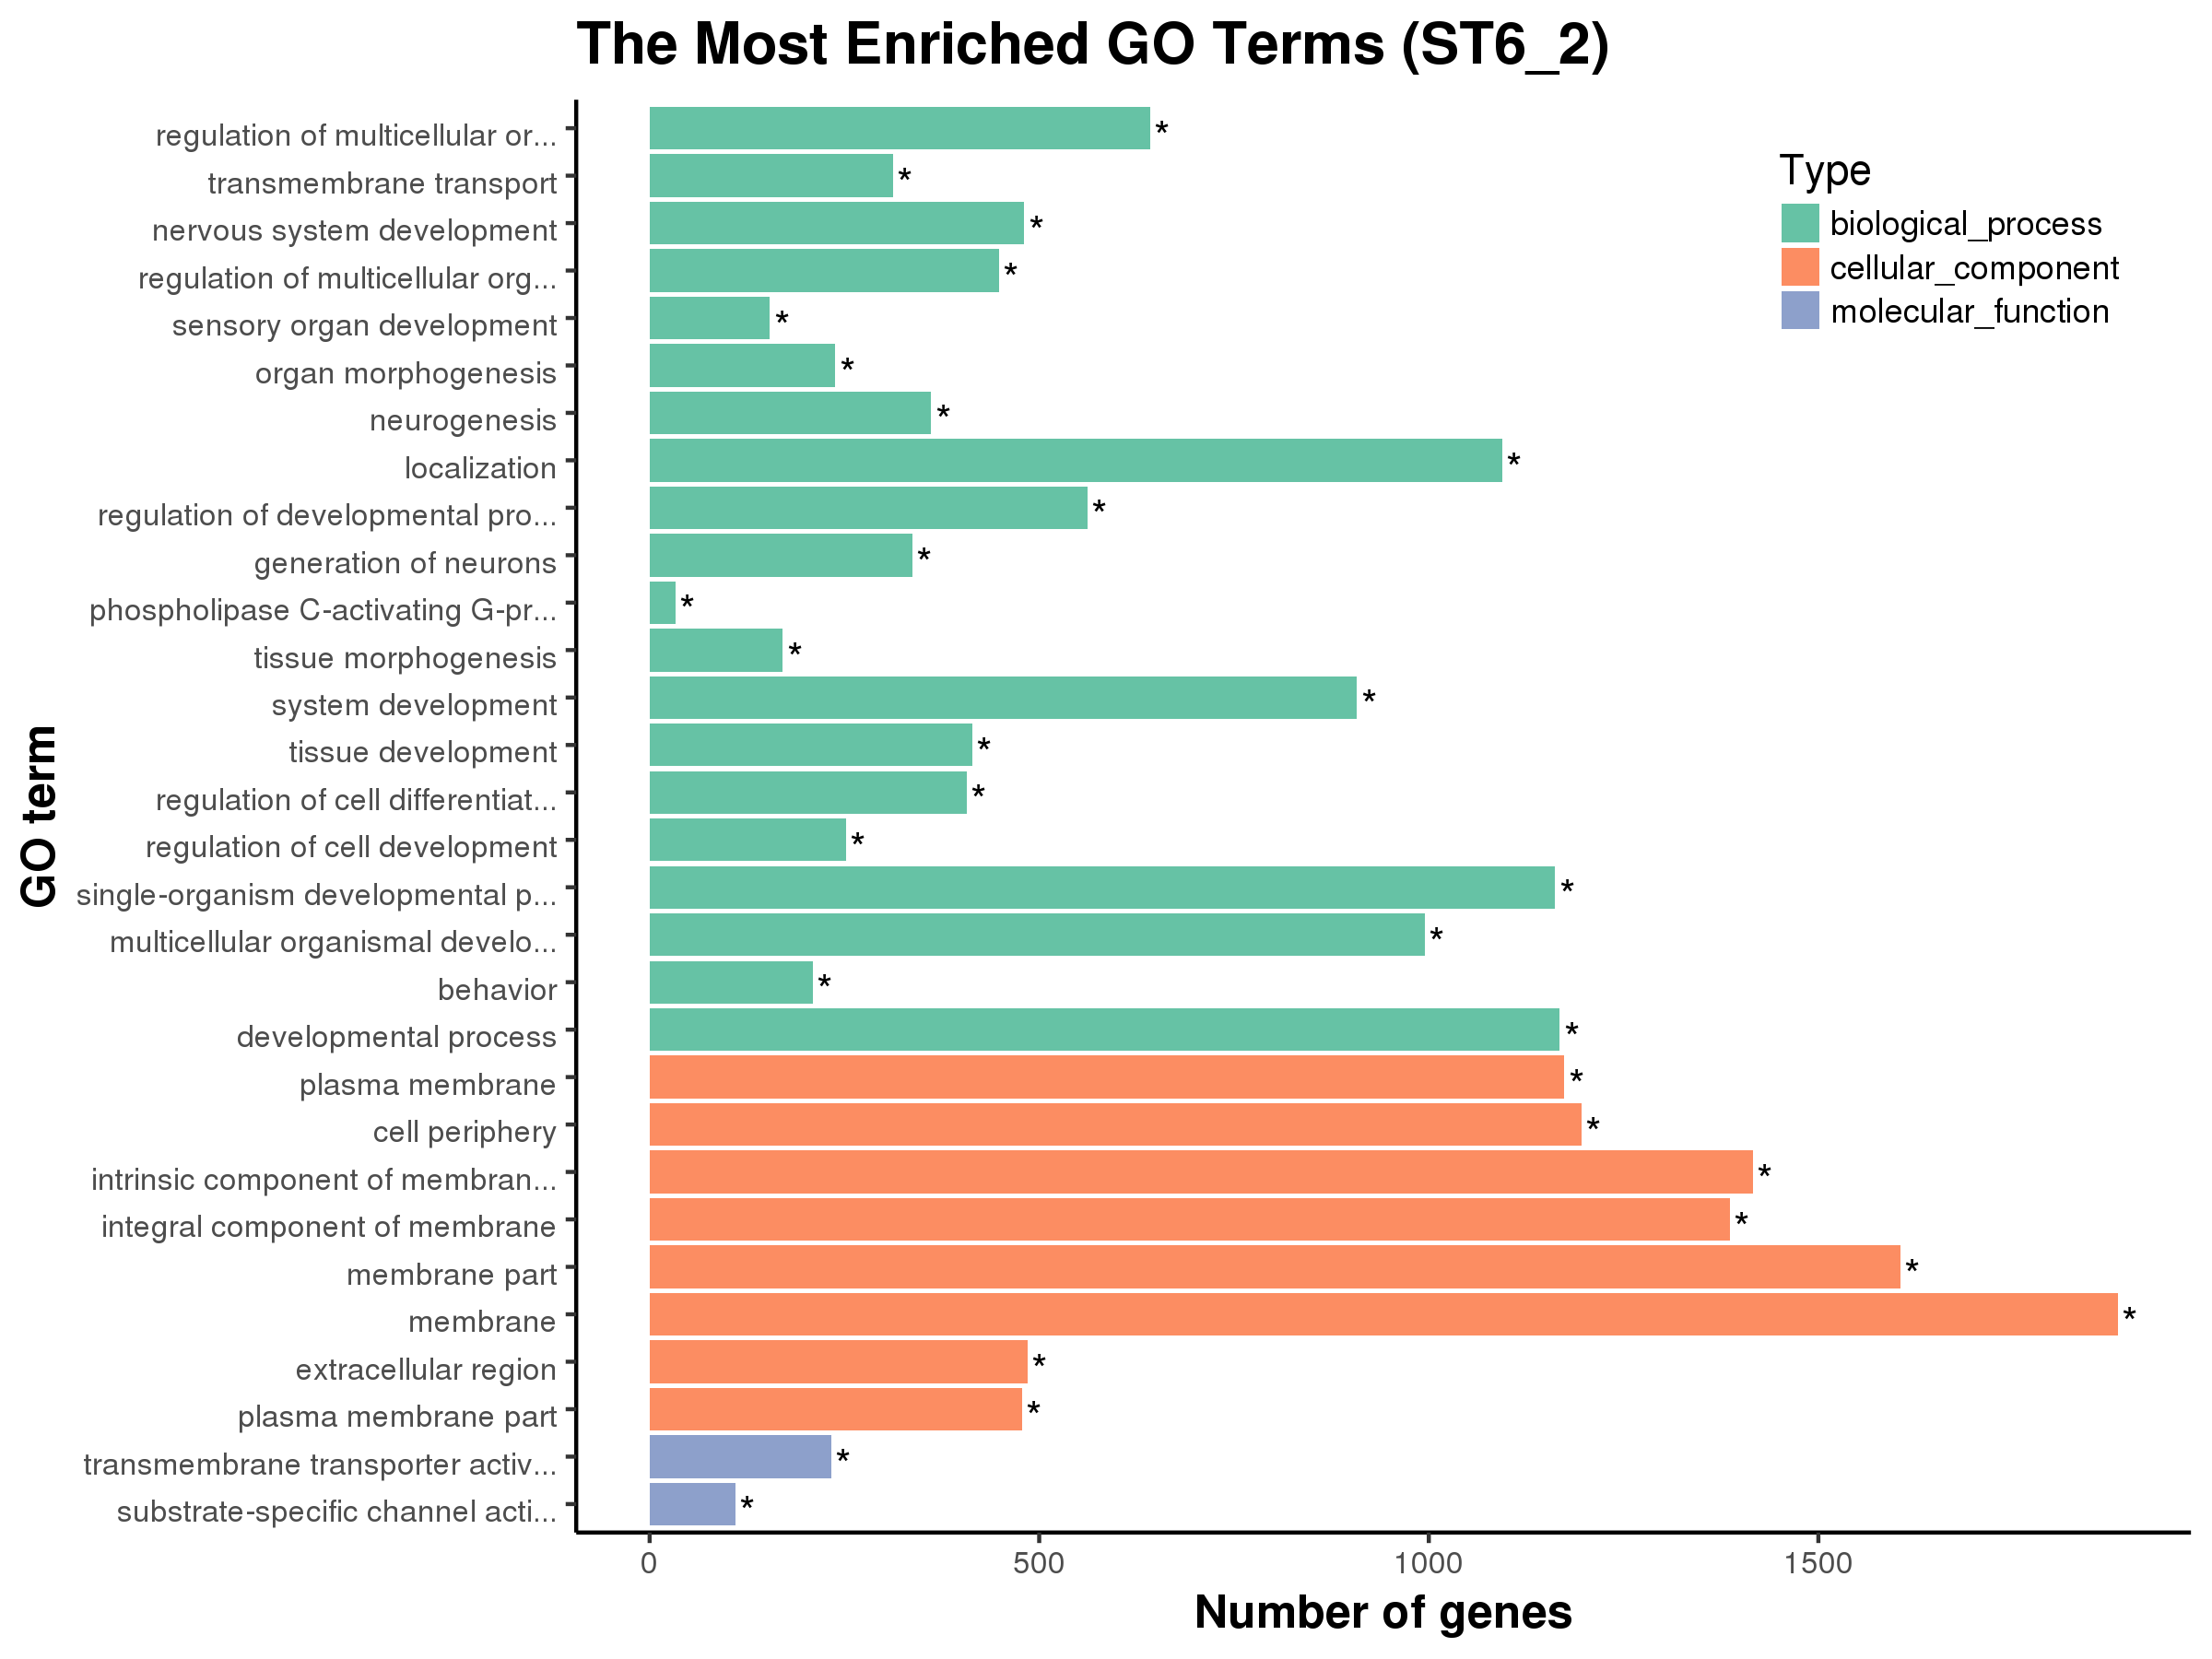 The Most Enriched GO Terms (ST6_2)
regulation of multicellular or... *
transmembrane transport *
nervous system development *
regulation of multicellular org... *
sensory organ development *
organ morphogenesis *
neurogenesis *
localization *
regulation of developmental pro... *
generation of neurons *
phospholipase C-activating G-pr... *
tissue morphogenesis *
system development *
tissue development *
regulation of cell differentiat... *
regulation of cell development *
single-organism developmental p... *
multicellular organismal develo... *
behavior *
developmental process *
plasma membrane *
cell periphery *
intrinsic component of membran... *
integral component of membrane *
membrane part *
membrane *
extracellular region *
plasma membrane part *
transmembrane transporter activ... *
substrate-specific channel acti... *
GO term
Type
biological_process
cellular_component
molecular_function
0 500 1000 1500
Number of genes